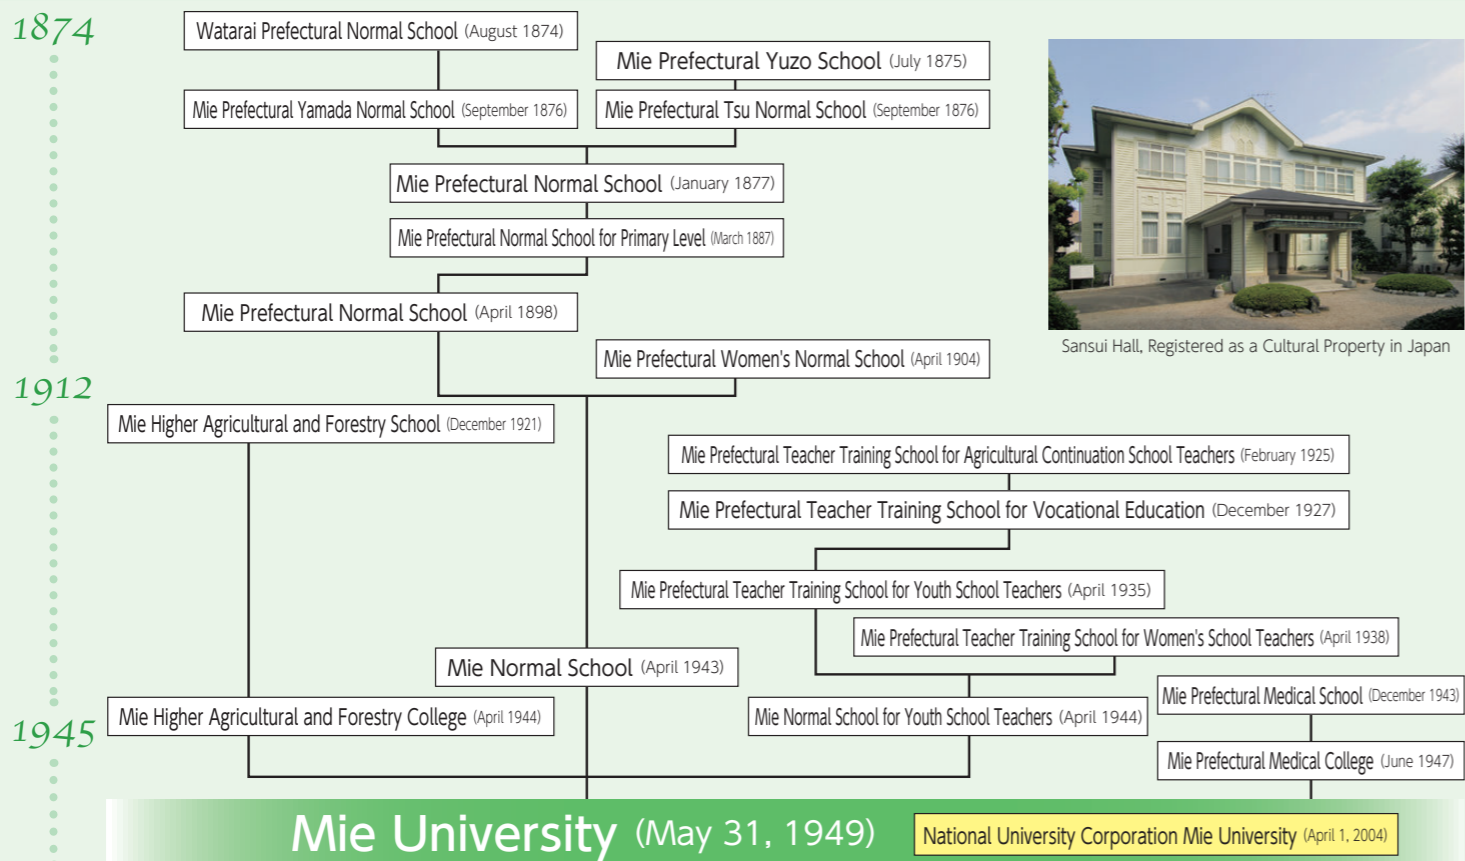 1874
Watarai Prefectural Normal School (August 1874)
Mie Prefectural Yuzo School (July 1875)
Mie Prefectural Yamada Normal School (September 1876)
Mie Prefectural Tsu Normal School (September 1876)
Mie Prefectural Normal School (January 1877)
Mie Prefectural Normal School for Primary Level (March 1887)
Mie Prefectural Normal School (April 1898)
Sansui Hall, Registered as a Cultural Property in Japan
Mie Prefectural Women's Normal School (April 1904)
1912
Mie Higher Agricultural and Forestry School (December 1921)
Mie Prefectural Teacher Training School for Agricultural Continuation School Teachers (February 1925)
Mie Prefectural Teacher Training School for Vocational Education (December 1927)
Mie Prefectural Teacher Training School for Youth School Teachers (April 1935)
Mie Prefectural Teacher Training School for Women's School Teachers (April 1938)
Mie Normal School (April 1943)
Mie Prefectural Medical School (December 1943)
Mie Higher Agricultural and Forestry College (April 1944)
Mie Normal School for Youth School Teachers (April 1944)
1945
Mie Prefectural Medical College (June 1947)
Mie University (May 31, 1949)
National University Corporation Mie University (April 1, 2004)